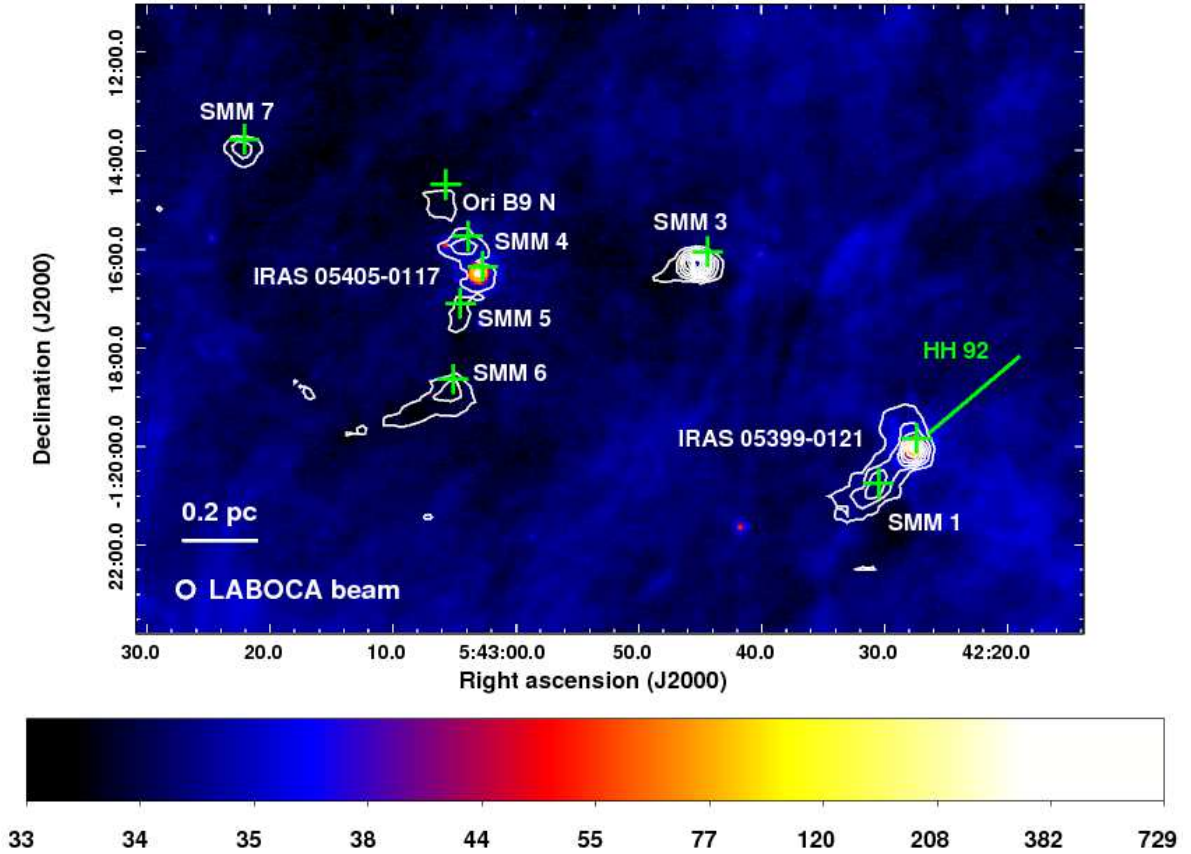 SMM 7
Ori B9 N
SMM 4
SMM 3
IRAS 05405-0117
SMM 5
HH 92
SMM 6
IRAS 05399-0121
SMM 1
0.2 pc
LABOCA beam
12:00.0
14:00.0
16:00.0
18:00.0
-1:20:00.0
22:00.0
Declination (J2000)
30.0 20.0 10.0 5:43:00.0 50.0 40.0 30.0 42:20.0
Right ascension (J2000)
33 34 35 38 44 55 77 120 208 382 729